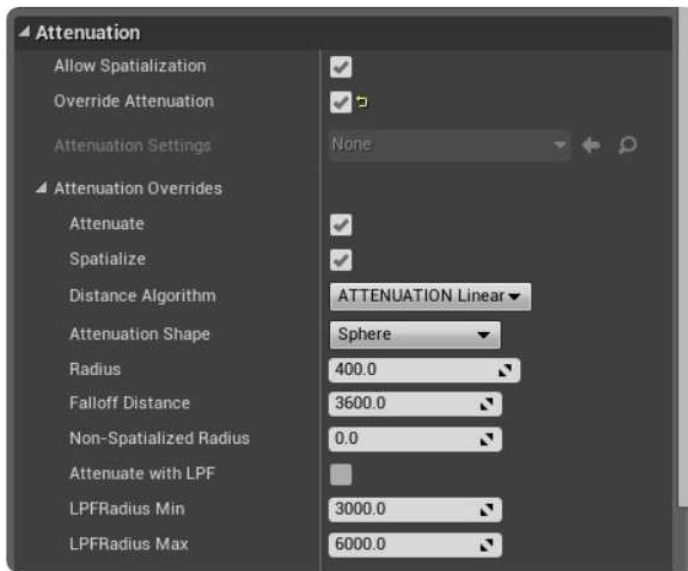 Attenuation
Allow Spatialization
Override Attenuation
Attenuation Settings None
Attenuation Overrides
Attenuate
Spatialize
Distance Algorithm ATTENUATION Linear
Attenuation Shape Sphere
Radius 400.0
Falloff Distance 3600.0
Non-Spatialized Radius 0.0
Attenuate with LPF
LPFRadius Min 3000.0
LPFRadius Max 6000.0